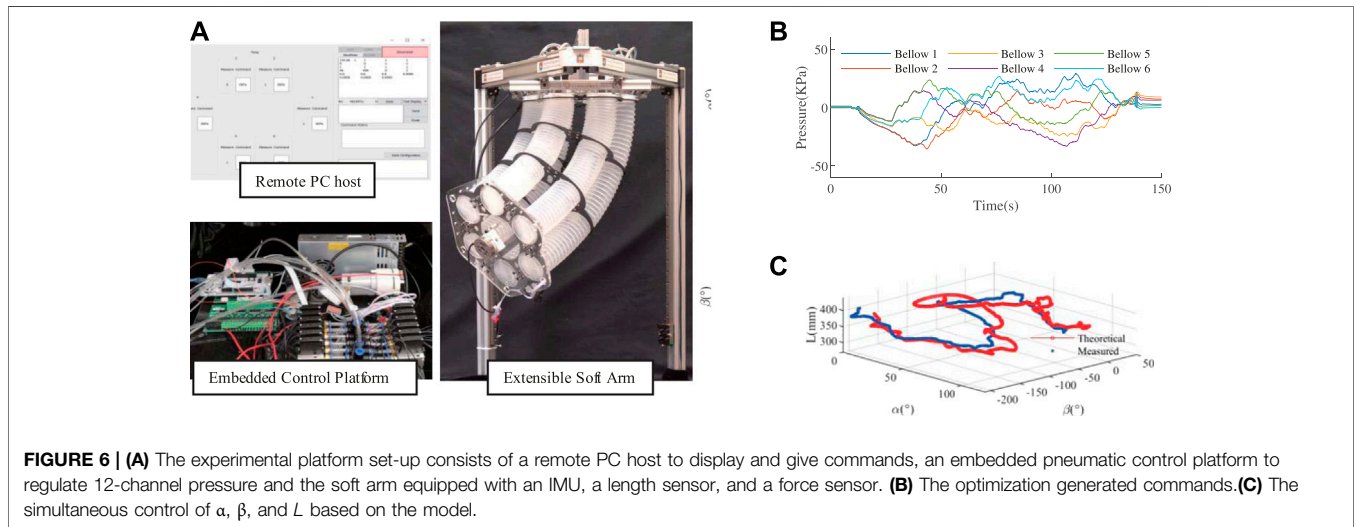 A
Remote PC host
Embedded Control Platform
Extensible Soft Arm
α(°)
β(°)
B
50
0
-50
Pressure(KPa)
Bellow 1
Bellow 3
Bellow 5
Bellow 2
Bellow 4
Bellow 6
0
50
100
150
Time(s)
C
400
350
300
L(mm)
Theoretical
Measured
0
50
100
α(°)
-200
-150
-100
-50
0
50
β(°)
FIGURE 6 | (A) The experimental platform set-up consists of a remote PC host to display and give commands, an embedded pneumatic control platform to
regulate 12-channel pressure and the soft arm equipped with an IMU, a length sensor, and a force sensor. (B) The optimization generated commands.(C) The
simultaneous control of α, β, and L based on the model.